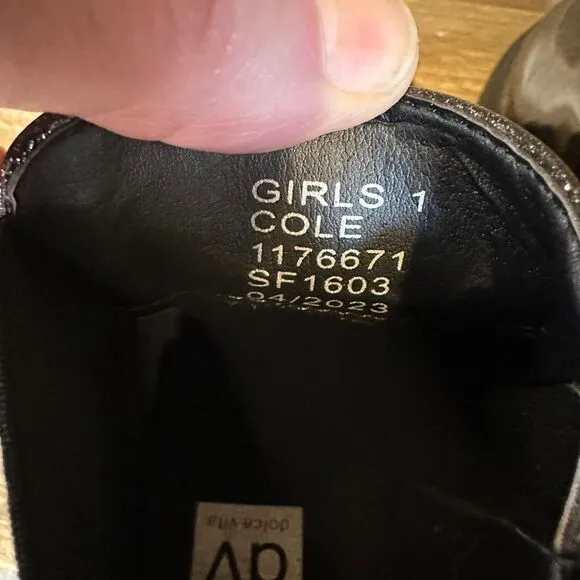 GIRLS 1
COLE
1176671
SF1603
04/2023
dolce vita
dv